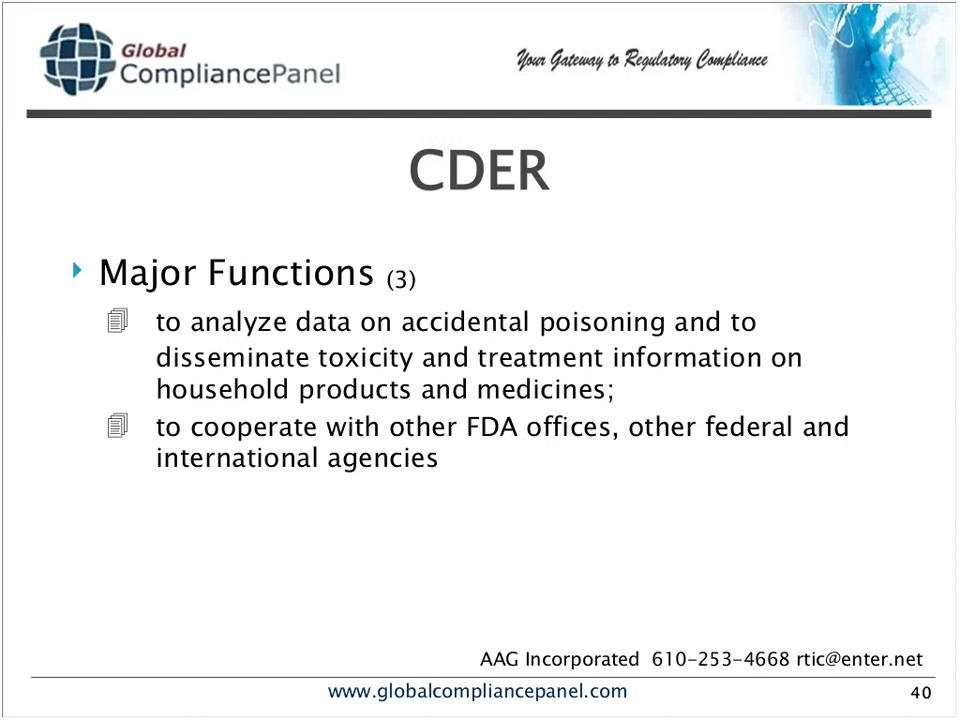 Global
CompliancePanel
Your Gateway to Regulatory Compliance
CDER
Major Functions (3)
to analyze data on accidental poisoning and to
disseminate toxicity and treatment information on
household products and medicines;
to cooperate with other FDA offices, other federal and
international agencies
AAG Incorporated 610-253-4668 rtic@enter.net
www.globalcompliancepanel.com
40